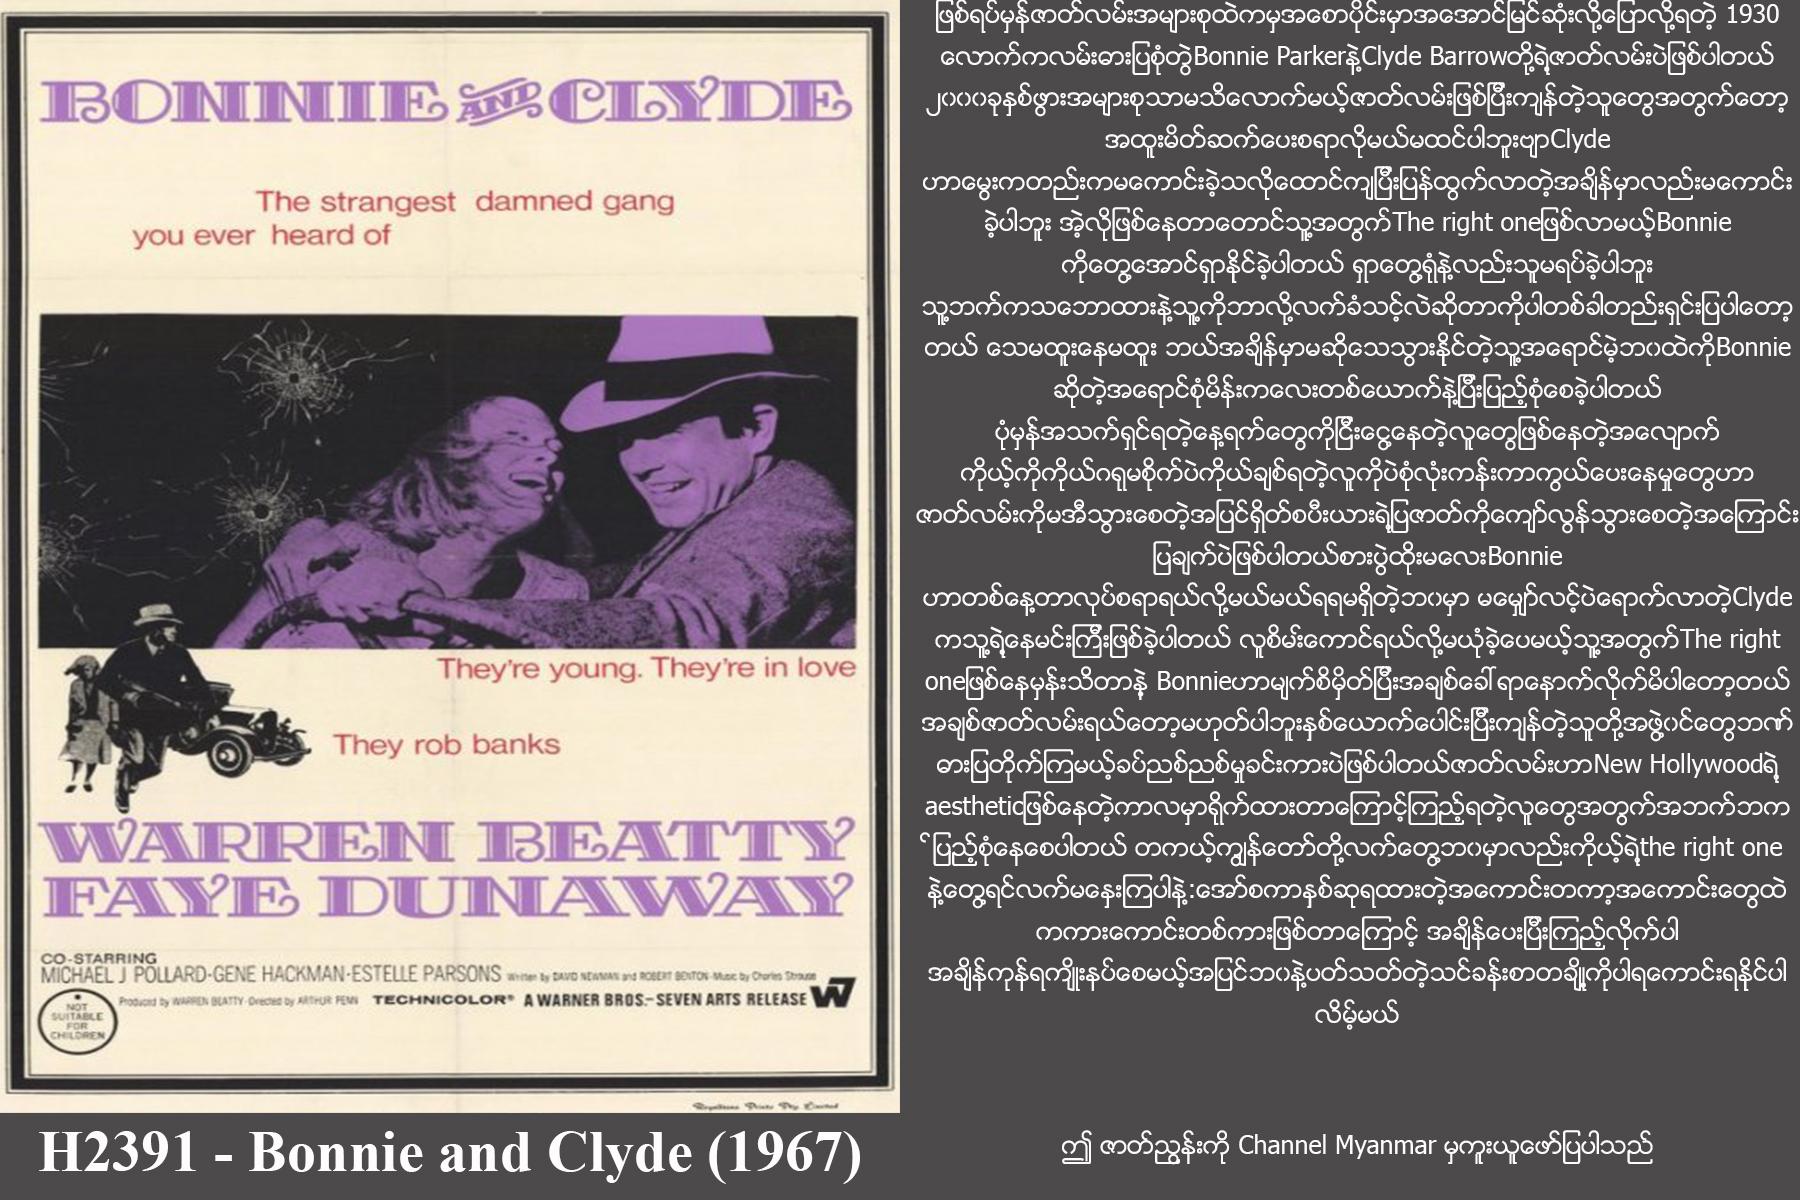 BONNIE AND CLYDE
The strangest damned gang
you ever heard of
They're young. They're in love
They rob banks
WARREN BEATTY
FAYE DUNAWAY
CO-STARRING
MICHAEL J POLLARD·GENE HACKMAN·ESTELLE PARSONS Written by DAVID NEWMAN and ROBERT BENTON·Music by Charles Strouse
Produced by WARREN BEATTY·Directed by ARTHUR PENN TECHNICOLOR® A WARNER BROS.–SEVEN ARTS RELEASE W
NOT
SUITABLE
FOR
CHILDREN
H2391 - Bonnie and Clyde (1967)
ဖြစ်ရပ်မှန်ဇာတ်လမ်းအများစုထဲကမှအစောပိုင်းမှာအအောင်မြင်ဆုံးလို့ပြောလို့ရတဲ့ 1930
လောက်ကလမ်းဓားပြစုံတွဲBonnie Parkerနဲ့Clyde Barrowတို့ရဲ့ဇာတ်လမ်းပဲဖြစ်ပါတယ်
၂၀၀၀ခုနှစ်ဖွားအများစုသာမသိလောက်မယ့်ဇာတ်လမ်းဖြစ်ပြီးကျန်တဲ့သူတွေအတွက်တော့
အထူးမိတ်ဆက်ပေးစရာလိုမယ်မထင်ပါဘူးဗျာClyde
ဟာမွေးကတည်းကမကောင်းခဲ့သလိုထောင်ကျပြီးပြန်ထွက်လာတဲ့အချိန်မှာလည်းမကောင်း
ခဲ့ပါဘူး အဲ့လိုဖြစ်နေတာတောင်သူ့အတွက်The right oneဖြစ်လာမယ့်Bonnie
ကိုတွေ့အောင်ရှာနိုင်ခဲ့ပါတယ် ရှာတွေ့ရုံနဲ့လည်းသူမရပ်ခဲ့ပါဘူး
သူ့ဘက်ကသဘောထားနဲ့သူ့ကိုဘာလို့လက်ခံသင့်လဲဆိုတာကိုပါတစ်ခါတည်းရှင်းပြပါတော့
တယ် သေမထူးနေမထူး ဘယ်အချိန်မှာမဆိုသေသွားနိုင်တဲ့သူ့အရောင်မဲ့ဘ၀ထဲကိုBonnie
ဆိုတဲ့အရောင်စုံမိန်းကလေးတစ်ယောက်နဲ့ပြီးပြည့်စုံစေခဲ့ပါတယ်
ပုံမှန်အသက်ရှင်ရတဲ့နေ့ရက်တွေကိုငြီးငွေ့နေတဲ့လူတွေဖြစ်နေတဲ့အလျောက်
ကိုယ့်ကိုကိုယ်ဂရုမစိုက်ပဲကိုယ်ချစ်ရတဲ့လူကိုပဲစုံလုံးကန်းကာကွယ်ပေးနေမှုတွေဟာ
ဇာတ်လမ်းကိုမအီသွားစေတဲ့အပြင်ရှိတ်စပီးယားရဲ့ပြဇာတ်ကိုကျော်လွန်သွားစေတဲ့အကြောင်း
ပြချက်ပဲဖြစ်ပါတယ်စားပွဲထိုးမလေးBonnie
ဟာတစ်နေ့တာလုပ်စရာရယ်လို့မယ်မယ်ရရမရှိတဲ့ဘ၀မှာ မမျှော်လင့်ပဲရောက်လာတဲ့Clyde
ကသူ့ရဲ့နေမင်းကြီးဖြစ်ခဲ့ပါတယ် လူစိမ်းကောင်ရယ်လို့မယုံခဲ့ပေမယ့်သူ့အတွက်The right
oneဖြစ်နေမှန်းသိတာနဲ့ Bonnieဟာမျက်စိမှိတ်ပြီးအချစ်ခေါ်ရာနောက်လိုက်မိပါတော့တယ်
အချစ်ဇာတ်လမ်းရယ်တော့မဟုတ်ပါဘူးနှစ်ယောက်ပေါင်းပြီးကျန်တဲ့သူတို့အဖွဲ့၀င်တွေဘဏ်
ဓားပြတိုက်ကြမယ့်ခပ်ညစ်ညစ်မှုခင်းကားပဲဖြစ်ပါတယ်ဇာတ်လမ်းဟာNew Hollywoodရဲ့
aestheticဖြစ်နေတဲ့ကာလမှာရိုက်ထားတာကြောင့်ကြည့်ရတဲ့လူတွေအတွက်အဘက်ဘက
်ပြည့်စုံနေစေပါတယ် တကယ့်ကျွန်တော်တို့လက်တွေ့ဘ၀မှာလည်းကိုယ့်ရဲ့the right one
နဲ့တွေ့ရင်လက်မနှေးကြပါနဲ့:အော်စကာနှစ်ဆုရထားတဲ့အကောင်းတကာ့အကောင်းတွေထဲ
ကကားကောင်းတစ်ကားဖြစ်တာကြောင့် အချိန်ပေးပြီးကြည့်လိုက်ပါ
အချိန်ကုန်ရကျိုးနပ်စေမယ့်အပြင်ဘ၀နဲ့ပတ်သတ်တဲ့သင်ခန်းစာတချို့ကိုပါရကောင်းရနိုင်ပါ
လိမ့်မယ်
ဤ ဇာတ်ညွှန်းကို Channel Myanmar မှကူးယူဖော်ပြပါသည်